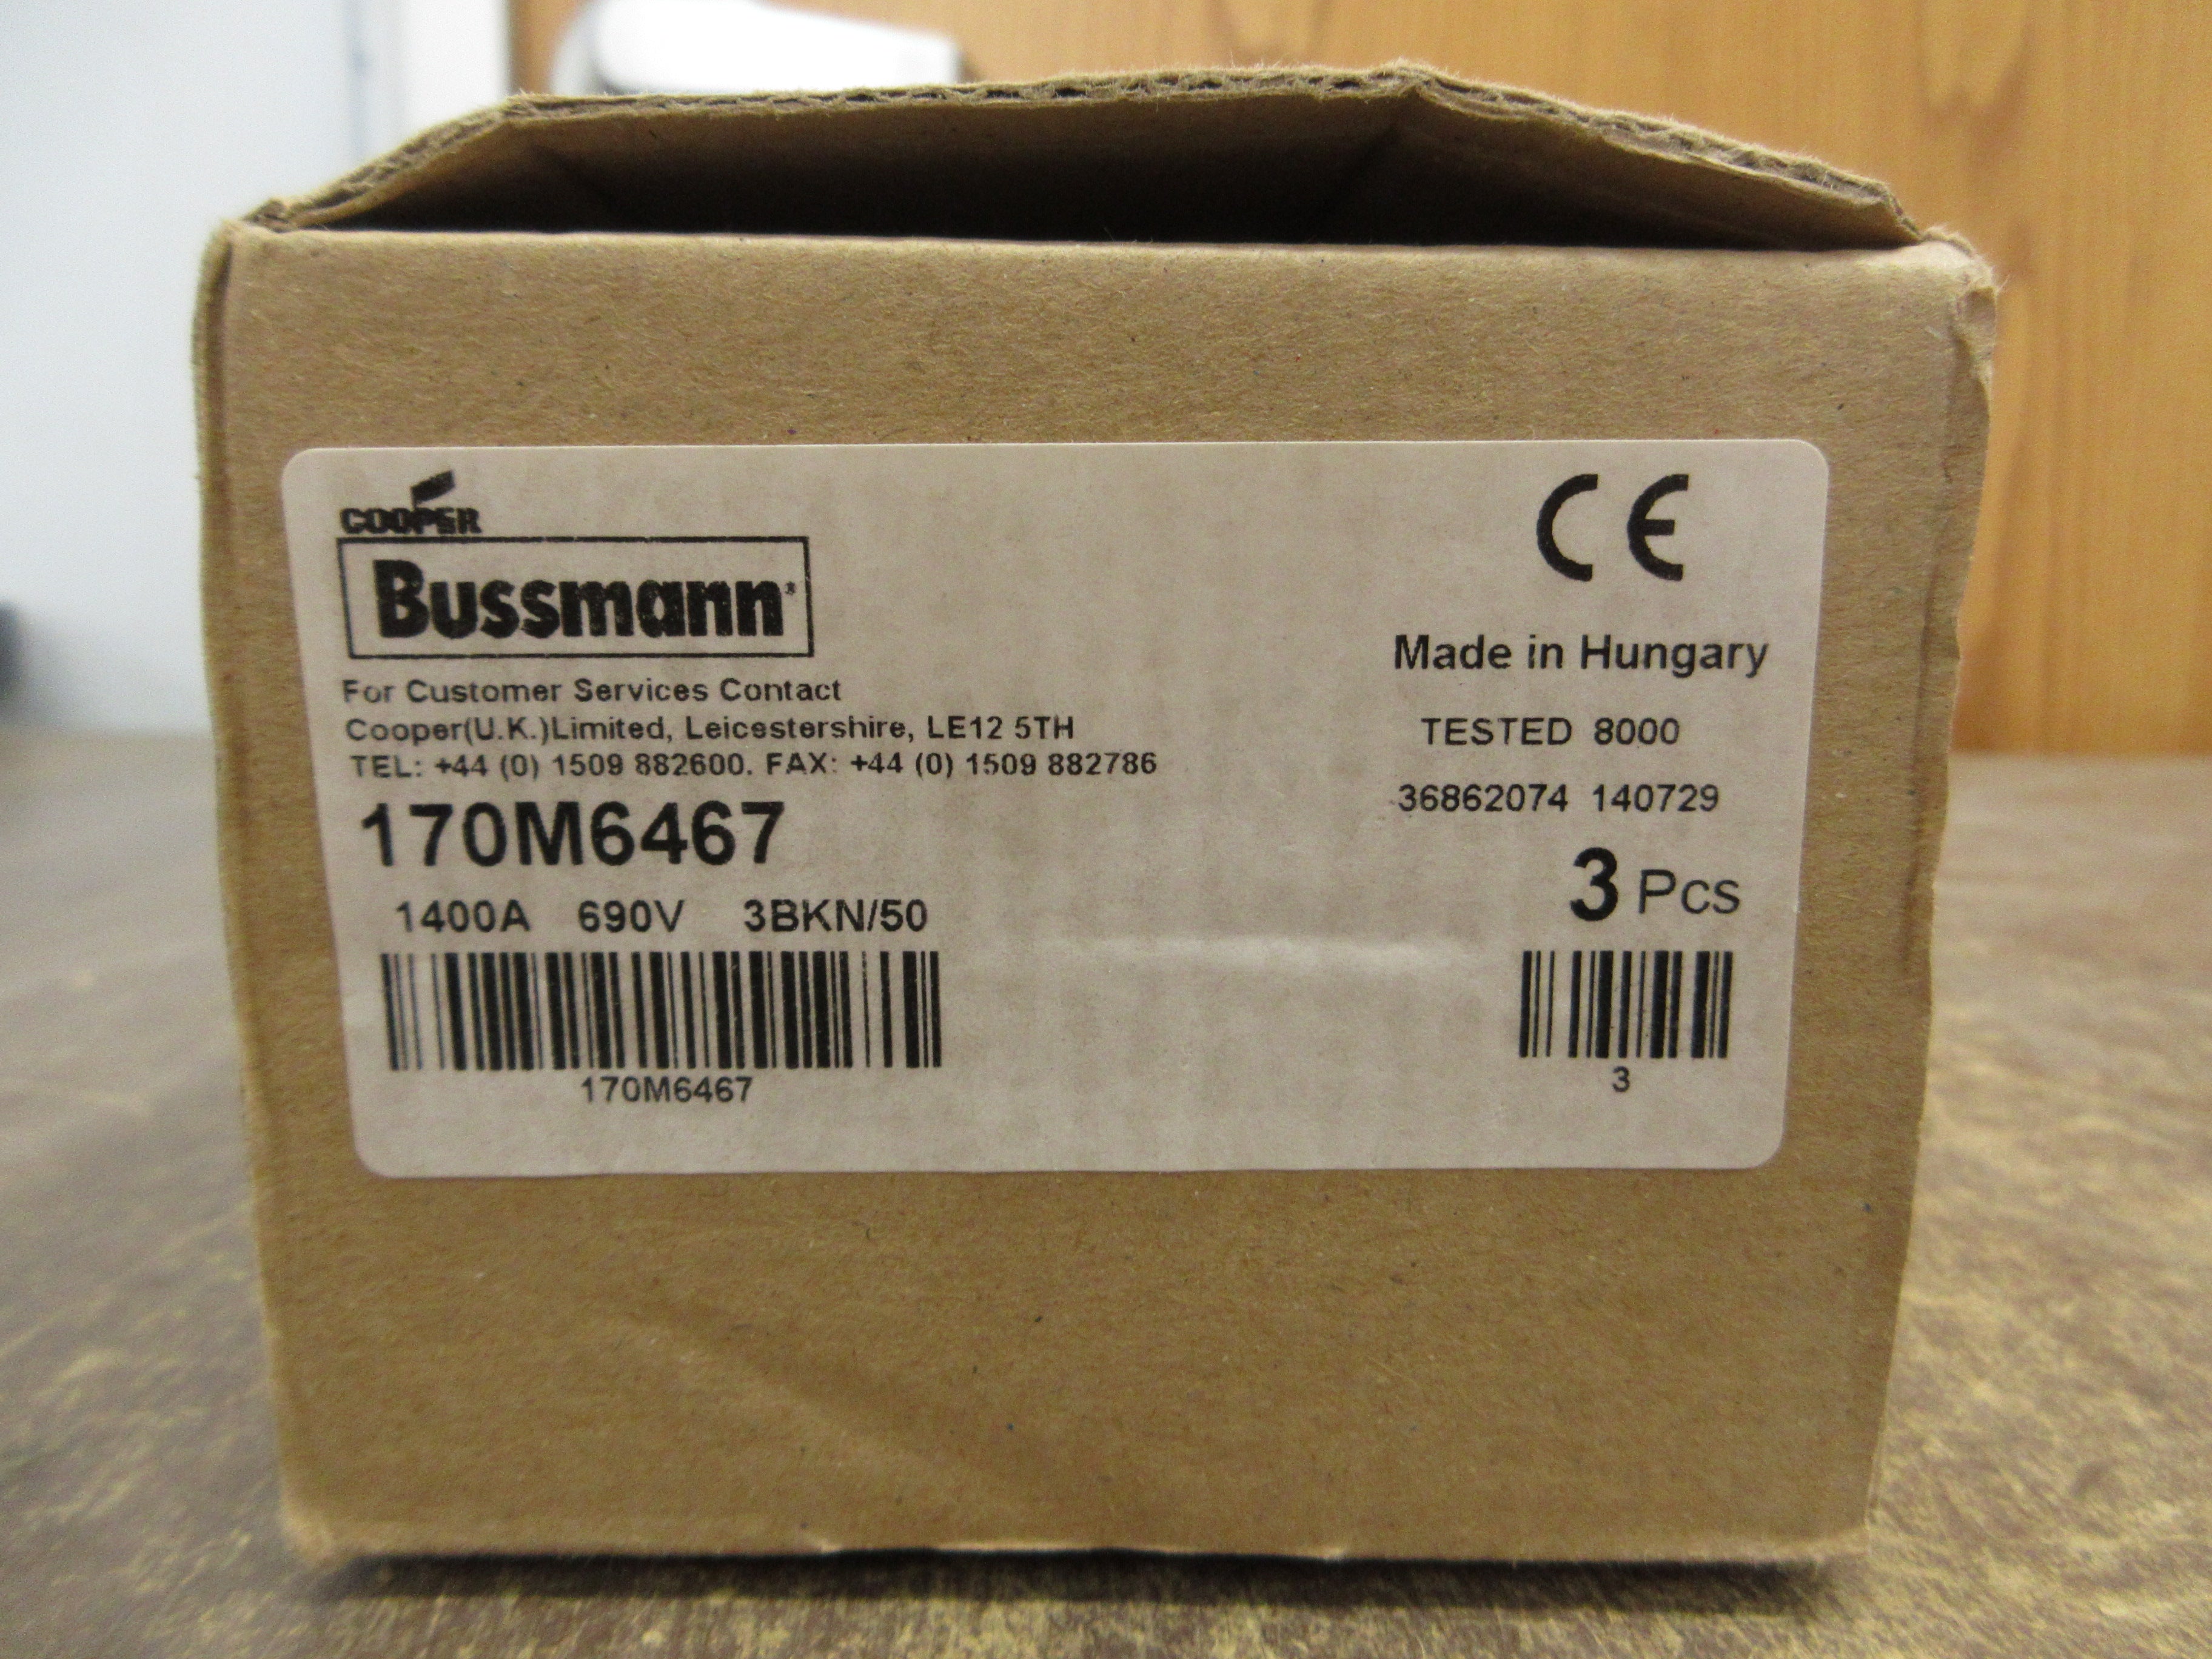 COOPER
Bussmann®
For Customer Services Contact
Cooper(U.K.)Limited, Leicestershire, LE12 5TH
TEL: +44 (0) 1509 882600. FAX: +44 (0) 1509 882786
170M6467
1400A 690V 3BKN/50
170M6467
CE
Made in Hungary
TESTED 8000
36862074 140729
3 Pcs
3